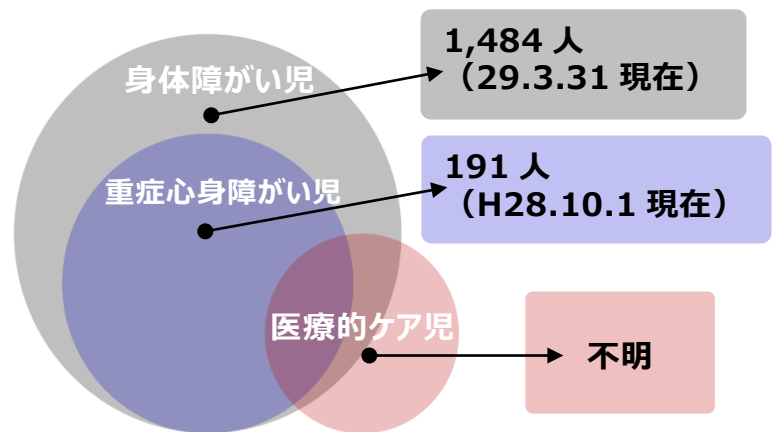 身体障がい児
1,484 人
（29.3.31 現在）
重症心身障がい児
191 人
（H28.10.1 現在）
医療的ケア児
不明